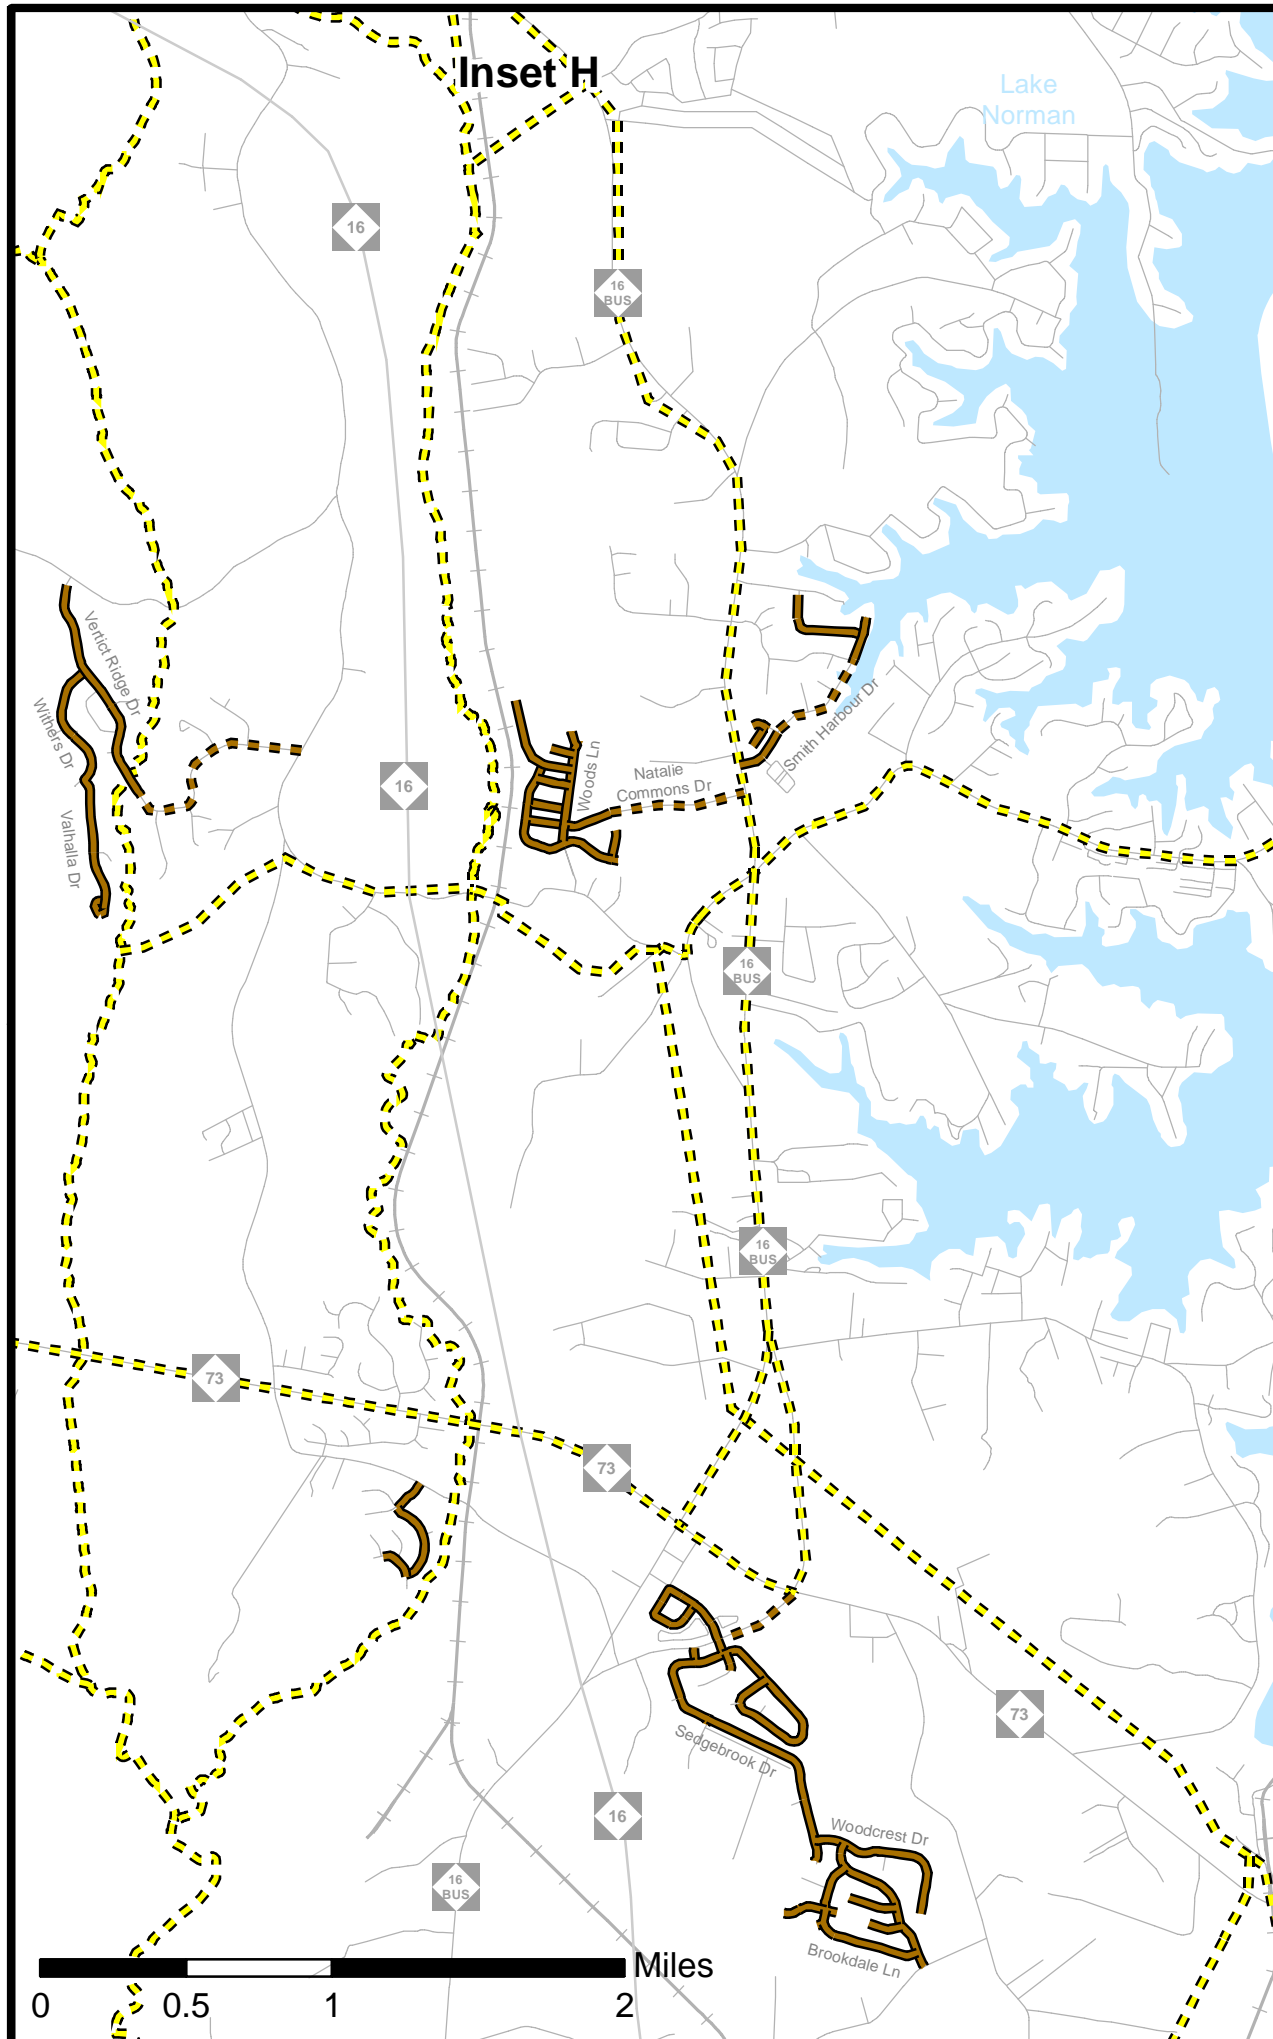 Inset H
Lake
Norman
16
16
BUS
Vertict Ridge Dr
Withers Dr
Valhalla Dr
Smith Harbour Dr
Woods Ln
Natalie
Commons Dr
16
16
BUS
16
BUS
73
73
73
Sedgebrook Dr
16
Woodcrest Dr
16
BUS
Brookdale Ln
Miles
0 0.5 1 2